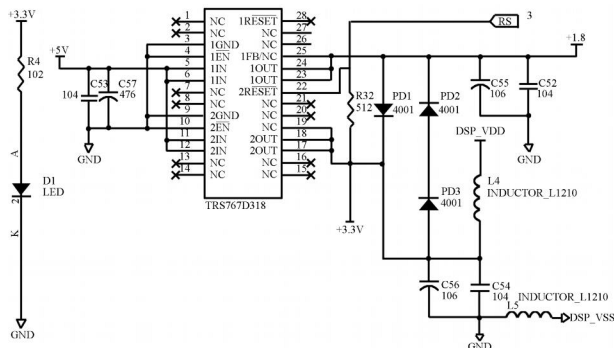 +3.3V
R4
102
A
D1
LED
2
K
GND
+5V
C53
104
C57
476
GND
1 NC 1RESET 28
2 NC NC 27
3 1GND NC 26
4 1EN 1FB/NC 25
5 1IN 1OUT 24
6 1IN 1OUT 23
7 NC 2RESET 22
8 NC NC 21
9 2GND NC 20
10 2EN NC 19
11 2IN 2OUT 18
12 2IN 2OUT 17
13 NC NC 16
14 NC NC 15
TRS767D318
RS 3
R32
512
+3.3V
PD1
4001
PD2
4001
PD3
4001
+1.8
C55
106
C52
104
GND
DSP_VDD
L4
INDUCTOR_L1210
C56
106
C54
104
L5
INDUCTOR_L1210
DSP_VSS
GND